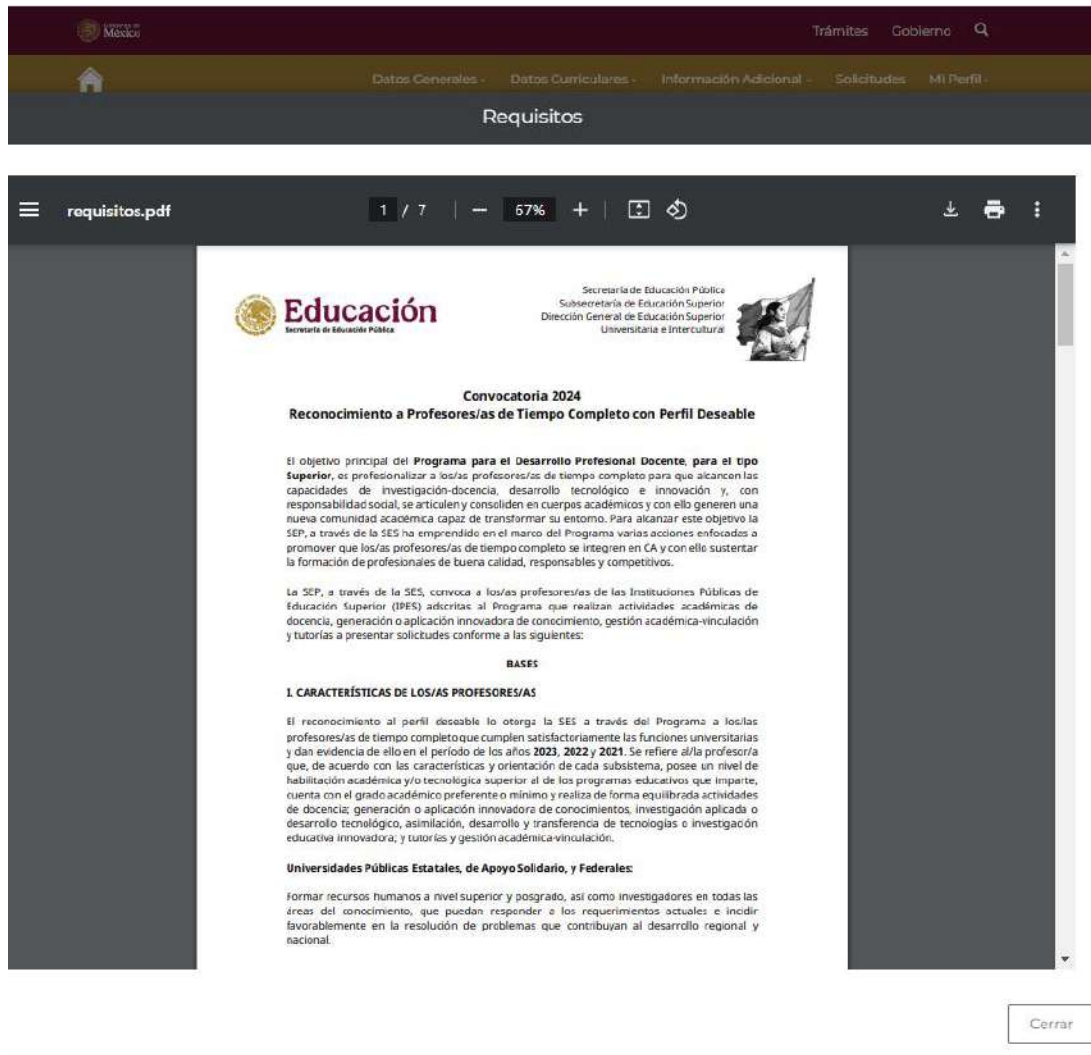 Gobierno de
México
Trámites Gobierno
Datos Generales Datos Curriculares Información Adicional Solicitudes Mi Perfil
Requisitos
requisitos.pdf 1 / 7 67%
Educación
Secretaría de Educación Pública
Secretaría de Educación Pública
Subsecretaría de Educación Superior
Dirección General de Educación Superior
Universitaria e Intercultural
Convocatoria 2024
Reconocimiento a Profesores/as de Tiempo Completo con Perfil Deseable
El objetivo principal del Programa para el Desarrollo Profesional Docente, para el tipo
Superior, es profesionalizar a los/as profesores/as de tiempo completo para que alcancen las
capacidades de investigación-docencia, desarrollo tecnológico e innovación y, con
responsabilidad social, se articulen y consoliden en cuerpos académicos y con ello generen una
nueva comunidad académica capaz de transformar su entorno. Para alcanzar este objetivo la
SEP, a través de la SES ha emprendido en el marco del Programa varias acciones enfocadas a
promover que los/as profesores/as de tiempo completo se integren en CA y con ello sustentar
la formación de profesionales de buena calidad, responsables y competitivos.
La SEP, a través de la SES, convoca a los/as profesores/as de las Instituciones Públicas de
Educación Superior (IPES) adscritas al Programa que realizan actividades académicas de
docencia, generación o aplicación innovadora de conocimiento, gestión académica-vinculación
y tutorías a presentar solicitudes conforme a las siguientes:
BASES
I. CARACTERÍSTICAS DE LOS/AS PROFESORES/AS
El reconocimiento al perfil deseable lo otorga la SES a través del Programa a los/las
profesores/as de tiempo completo que cumplen satisfactoriamente las funciones universitarias
y dan evidencia de ello en el período de los años 2023, 2022 y 2021. Se refiere al/la profesor/a
que, de acuerdo con las características y orientación de cada subsistema, posee un nivel de
habilitación académica y/o tecnológica superior al de los programas educativos que imparte,
cuenta con el grado académico preferente o mínimo y realiza de forma equilibrada actividades
de docencia; generación o aplicación innovadora de conocimientos, investigación aplicada o
desarrollo tecnológico, asimilación, desarrollo y transferencia de tecnologías o investigación
educativa innovadora; y tutorías y gestión académica-vinculación.
Universidades Públicas Estatales, de Apoyo Solidario, y Federales:
Formar recursos humanos a nivel superior y posgrado, así como investigadores en todas las
áreas del conocimiento, que puedan responder a los requerimientos actuales e incidir
favorablemente en la resolución de problemas que contribuyan al desarrollo regional y
nacional.
Cerrar